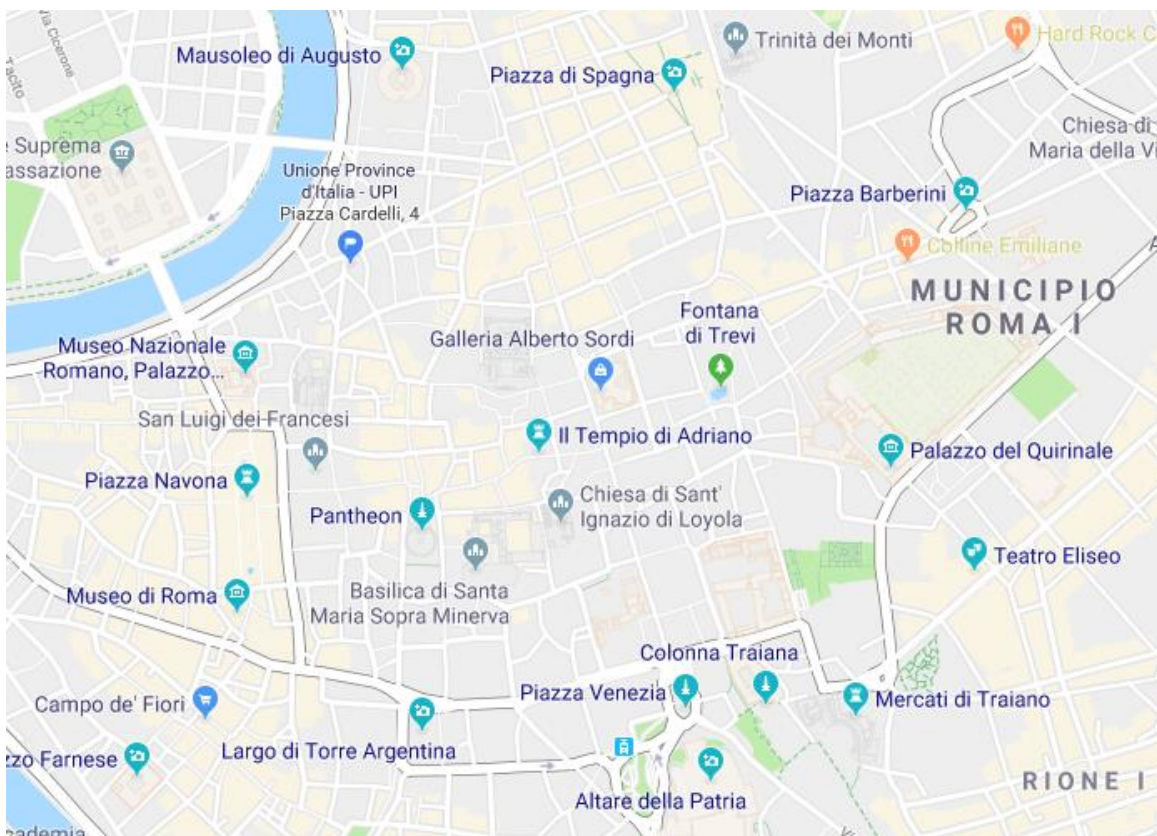 Via Cicerone
Tacito
Mausoleo di Augusto
Piazza di Spagna
Trinità dei Monti
Hard Rock C
e Suprema
assazione
Unione Province
d'Italia - UPI
Piazza Cardelli, 4
Chiesa di
Maria della Vi
Piazza Barberini
Colline Emiliane
A
MUNICIPIO
ROMA I
Museo Nazionale
Romano, Palazzo...
Galleria Alberto Sordi
Fontana
di Trevi
San Luigi dei Francesi
Il Tempio di Adriano
Palazzo del Quirinale
Piazza Navona
Pantheon
Chiesa di Sant'
Ignazio di Loyola
Teatro Eliseo
Museo di Roma
Basilica di Santa
Maria Sopra Minerva
Colonna Traiana
Campo de' Fiori
Piazza Venezia
Mercati di Traiano
zzo Farnese
Largo di Torre Argentina
Altare della Patria
RIONE I
cademia